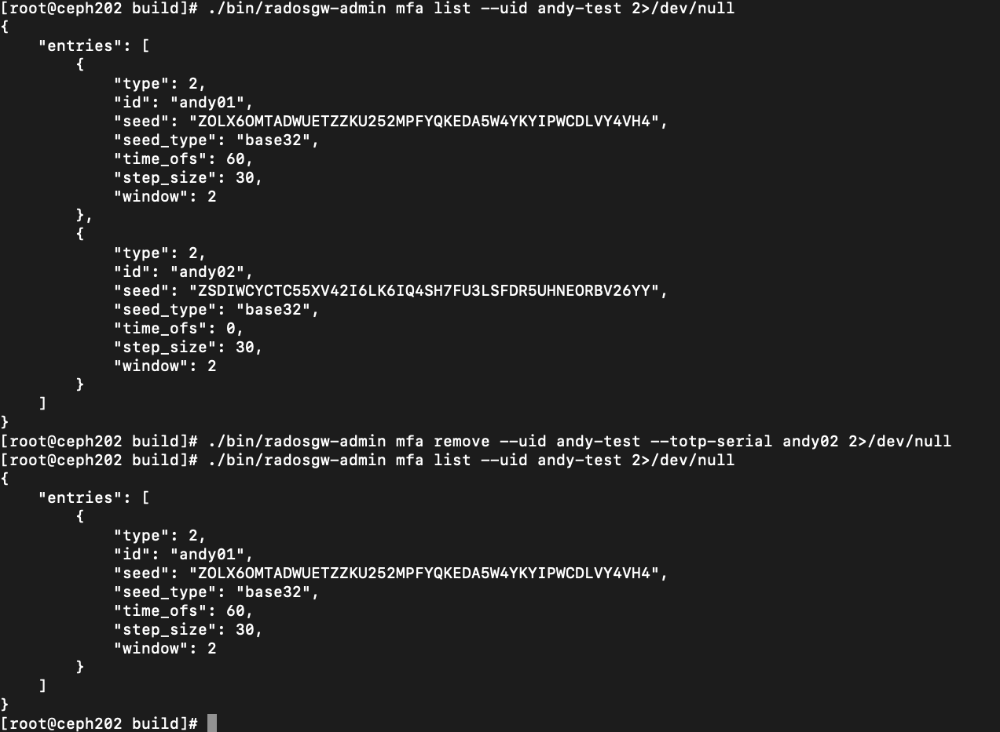 [root@ceph202 build]# ./bin/radosgw-admin mfa list --uid andy-test 2>/dev/null
{
    "entries": [
        {
            "type": 2,
            "id": "andy01",
            "seed": "ZOLX6OMTADWUETZZKU252MPFYQKEDA5W4YKYIPWCDLVY4VH4",
            "seed_type": "base32",
            "time_ofs": 60,
            "step_size": 30,
            "window": 2
        },
        {
            "type": 2,
            "id": "andy02",
            "seed": "ZSDIWCYCTC55XV42I6LK6IQ4SH7FU3LSFDR5UHNEORBV26YY",
            "seed_type": "base32",
            "time_ofs": 0,
            "step_size": 30,
            "window": 2
        }
    ]
}
[root@ceph202 build]# ./bin/radosgw-admin mfa remove --uid andy-test --totp-serial andy02 2>/dev/null
[root@ceph202 build]# ./bin/radosgw-admin mfa list --uid andy-test 2>/dev/null
{
    "entries": [
        {
            "type": 2,
            "id": "andy01",
            "seed": "ZOLX6OMTADWUETZZKU252MPFYQKEDA5W4YKYIPWCDLVY4VH4",
            "seed_type": "base32",
            "time_ofs": 60,
            "step_size": 30,
            "window": 2
        }
    ]
}
[root@ceph202 build]#